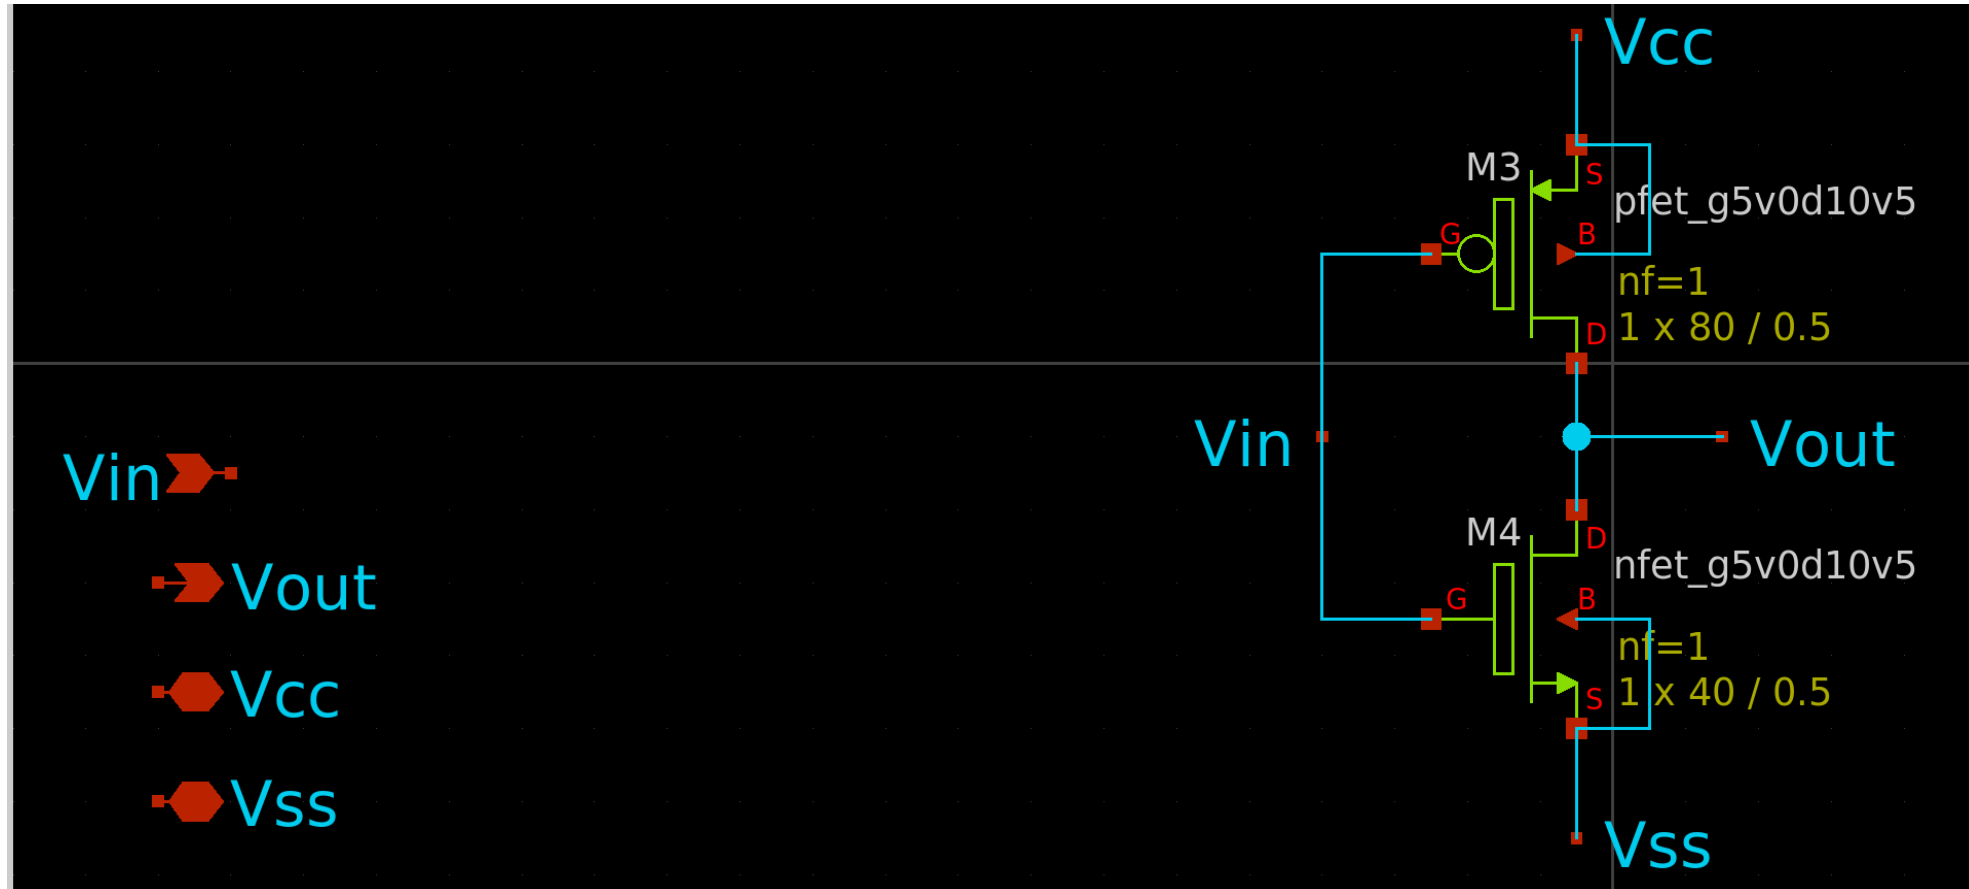 Vcc
M3
S
pfet_g5v0d10v5
G
B
nf=1
1 x 80 / 0.5
D
Vin
Vout
Vin
M4
D
nfet_g5v0d10v5
Vout
G
B
nf=1
1 x 40 / 0.5
S
Vcc
Vss
Vss